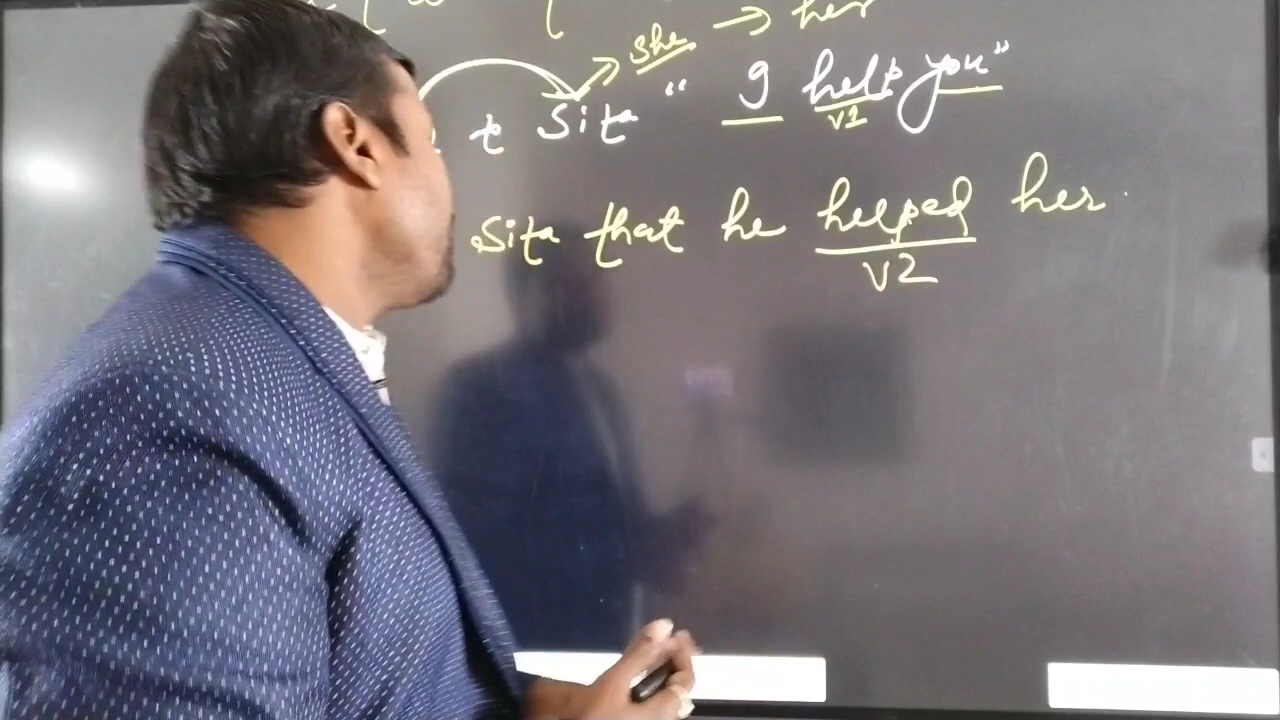 she → her
t Sita " I help you"
V1
Sita that he helped her.
V2